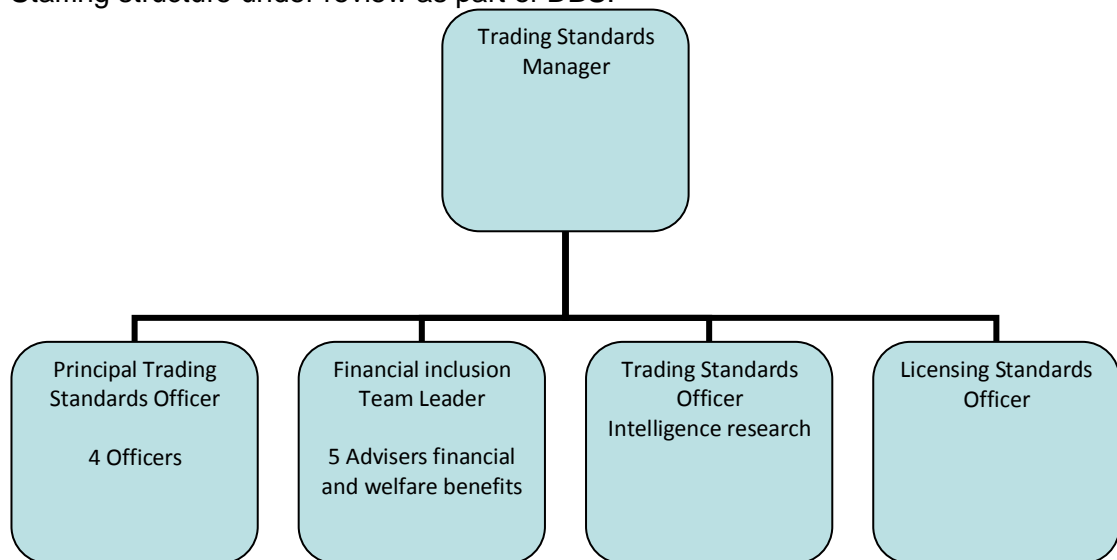 Staffing structure under review as part of
Trading Standards
Manager
Principal Trading
Standards Officer
4 Officers
Financial inclusion
Team Leader
5 Advisers financial
and welfare benefits
Trading Standards
Officer
Intelligence research
Licensing Standards
Officer